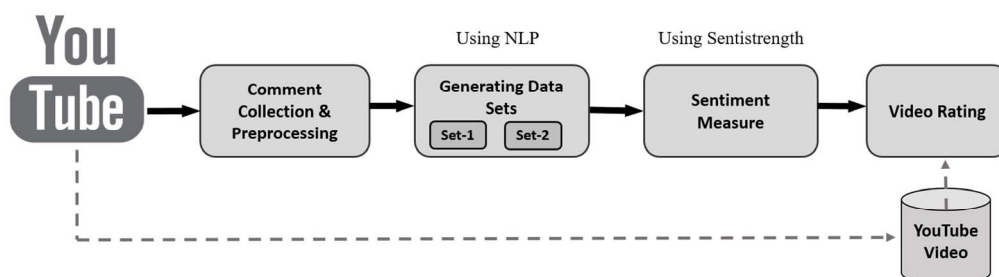 You
Tube
Comment
Collection &
Preprocessing
Using NLP
Generating Data
Sets
Set-1
Set-2
Using Sentistrength
Sentiment
Measure
Video Rating
YouTube
Video